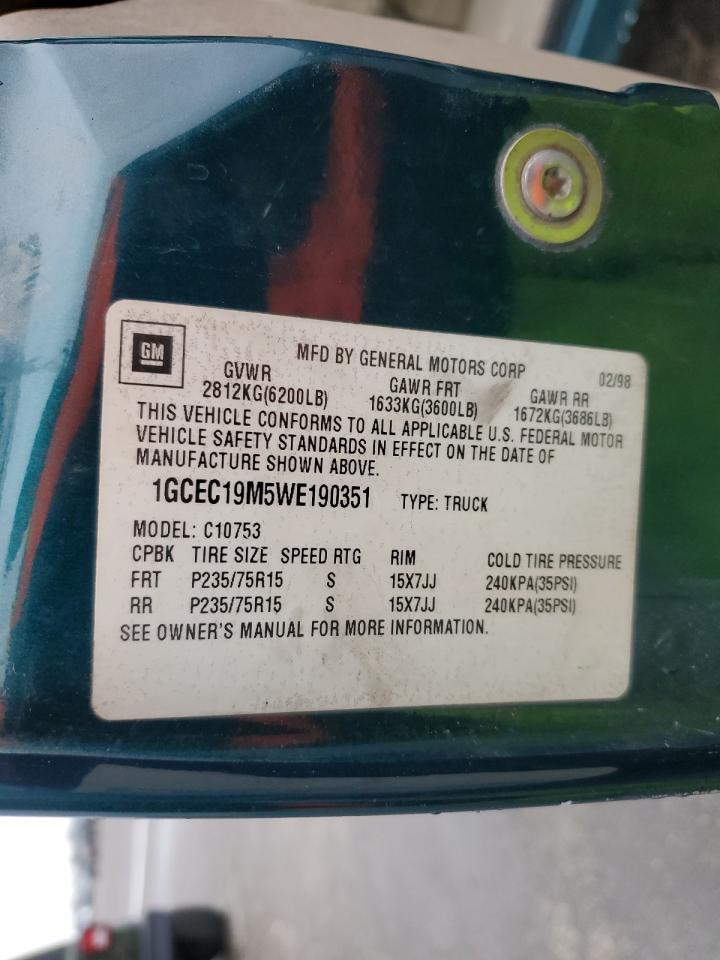 GM
MFD BY GENERAL MOTORS CORP 02/98
GVWR GAWR FRT GAWR RR
2812KG(6200LB) 1633KG(3600LB) 1672KG(3686LB)
THIS VEHICLE CONFORMS TO ALL APPLICABLE U.S. FEDERAL MOTOR
VEHICLE SAFETY STANDARDS IN EFFECT ON THE DATE OF
MANUFACTURE SHOWN ABOVE.
1GCEC19M5WE190351 TYPE: TRUCK
MODEL: C10753
CPBK TIRE SIZE SPEED RTG RIM COLD TIRE PRESSURE
FRT P235/75R15 S 15X7JJ 240KPA(35PSI)
RR P235/75R15 S 15X7JJ 240KPA(35PSI)
SEE OWNER'S MANUAL FOR MORE INFORMATION.